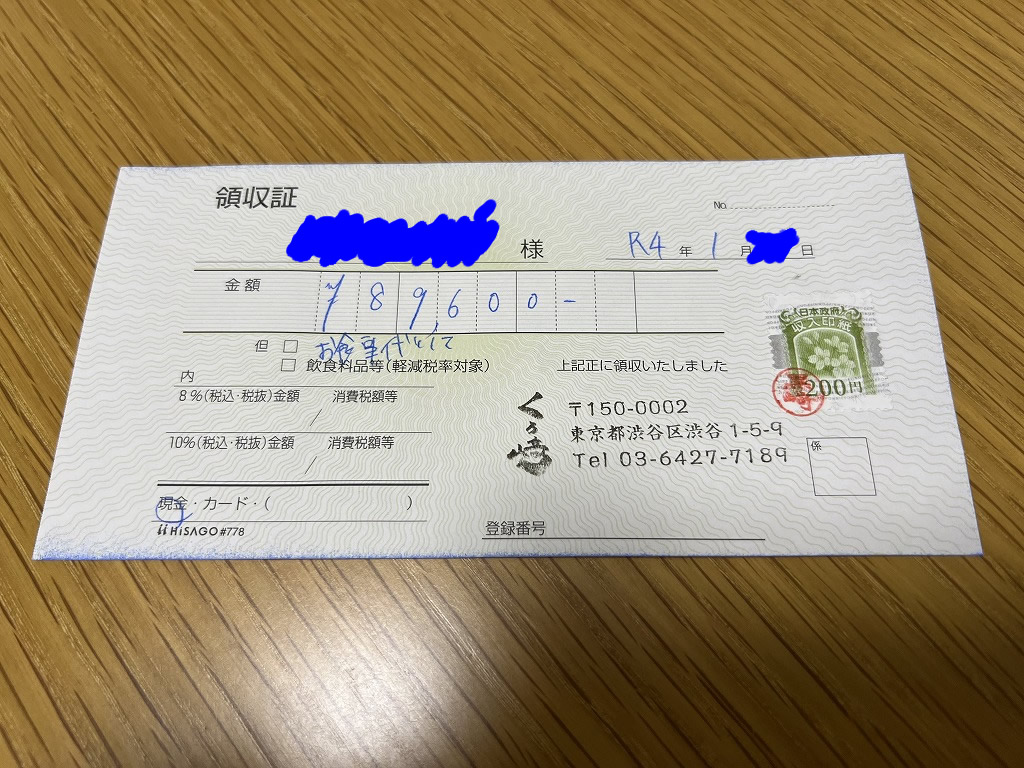 領収証
No.
様 R4 年 1 月 日
金額 ¥89,600-
但 お食事代として
飲食料品等(軽減税率対象)
上記正に領収いたしました
内
8%(税込・税抜)金額 / 消費税額等
10%(税込・税抜)金額 / 消費税額等
現金・カード・( )
HiSAGO #778
日本政府
収入印紙
200円
〒150-0002
東京都渋谷区渋谷 1-5-9
Tel 03-6427-7189
係
登録番号